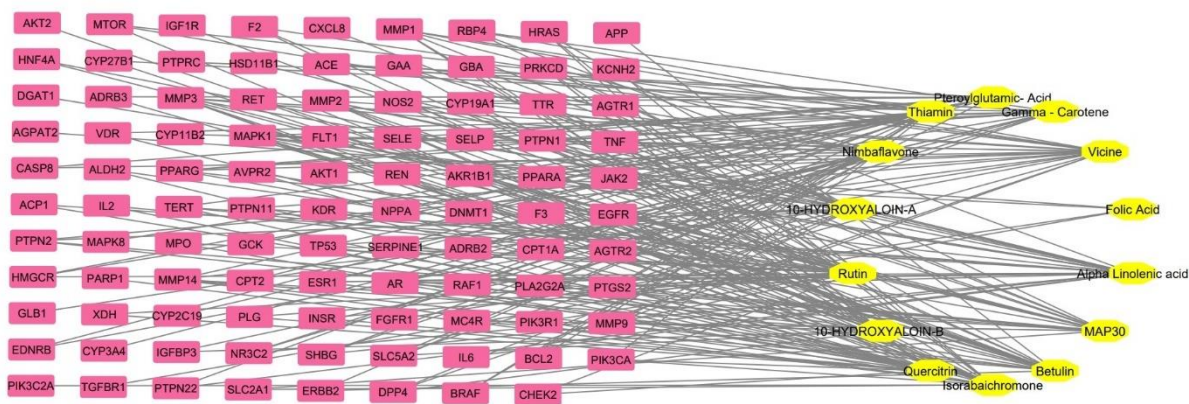 AKT2 MTOR IGF1R F2 CXCL8 MMP1 RBP4 HRAS APP
HNF4A CYP27B1 PTPRC HSD11B1 ACE GAA GBA PRKCD KCNH2
DGAT1 ADRB3 MMP3 RET MMP2 NOS2 CYP19A1 TTR AGTR1
AGPAT2 VDR CYP11B2 MAPK1 FLT1 SELE SELP PTPN1 TNF
CASP8 ALDH2 PPARG AVPR2 AKT1 REN AKR1B1 PPARA JAK2
ACP1 IL2 TERT PTPN11 KDR NPPA DNMT1 F3 EGFR
PTPN2 MAPK8 MPO GCK TP53 SERPINE1 ADRB2 CPT1A AGTR2
HMGCR PARP1 MMP14 CPT2 ESR1 AR RAF1 PLA2G2A PTGS2
GLB1 XDH CYP2C19 PLG INSR FGFR1 MC4R PIK3R1 MMP9
EDNRB CYP3A4 IGFBP3 NR3C2 SHBG SLC5A2 IL6 BCL2 PIK3CA
PIK3C2A TGFBR1 PTPN22 SLC2A1 ERBB2 DPP4 BRAF CHEK2
Pteroylglutamic- Acid
Thiamin
Gamma - Carotene
Nimbaflavone
Vicine
10-HYDROXYALOIN-A
Folic Acid
Rutin
Alpha Linolenic acid
10-HYDROXYALOIN-B
MAP30
Quercitrin
Betulin
Isorabaichromone